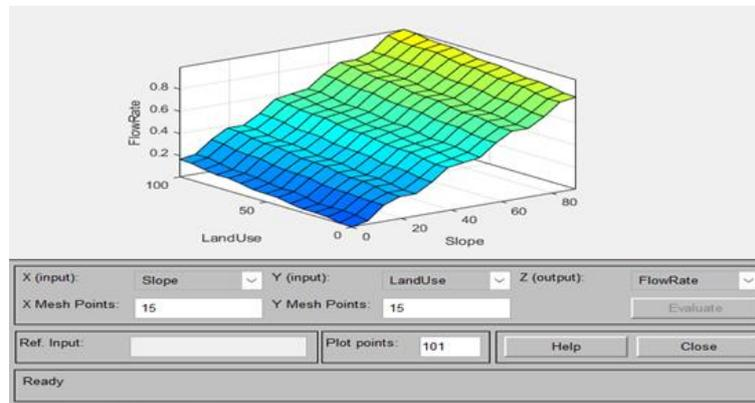 0.8
0.6
0.4
0.2
FlowRate
100
50
0
LandUse
0
20
40
60
80
Slope
X (input): Slope Y (input): LandUse Z (output): FlowRate
X Mesh Points: 15 Y Mesh Points: 15 Evaluate
Ref. Input: Plot points: 101 Help Close
Ready